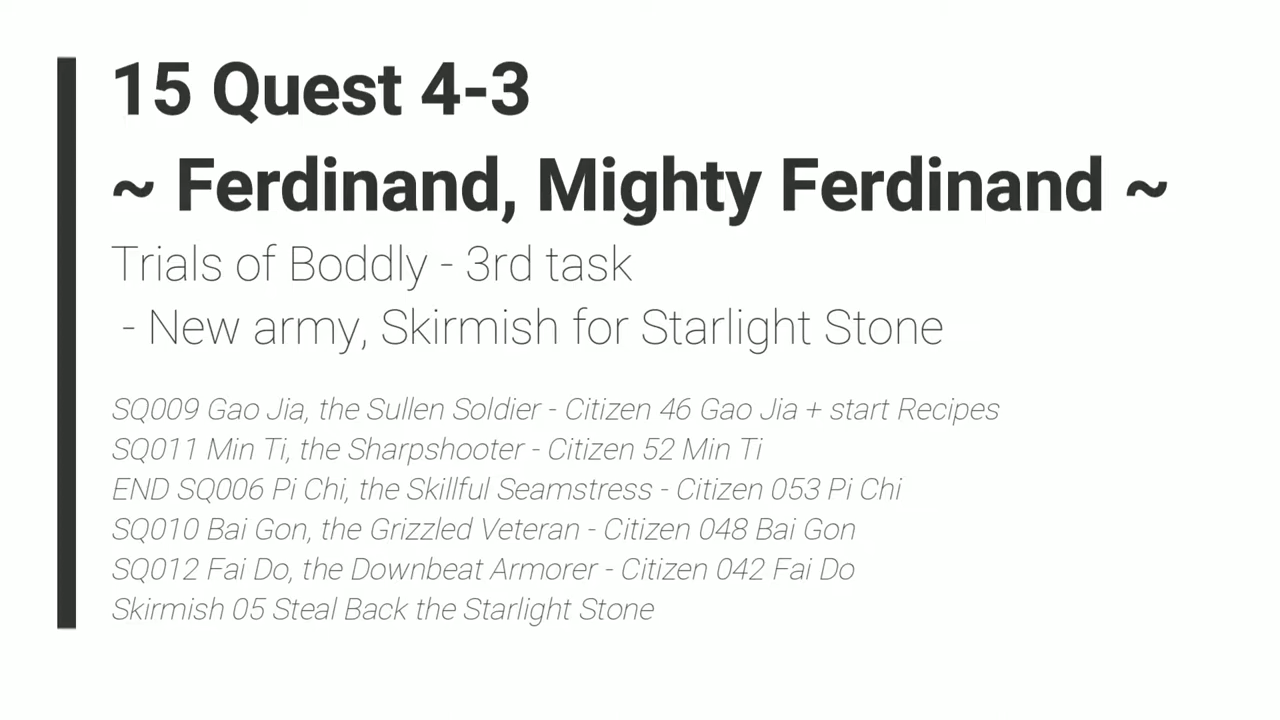 15 Quest 4-3
~ Ferdinand, Mighty Ferdinand ~
Trials of Boddly - 3rd task
- New army, Skirmish for Starlight Stone
SQ009 Gao Jia, the Sullen Soldier - Citizen 46 Gao Jia + start Recipes
SQ011 Min Ti, the Sharpshooter - Citizen 52 Min Ti
END SQ006 Pi Chi, the Skillful Seamstress - Citizen 053 Pi Chi
SQ010 Bai Gon, the Grizzled Veteran - Citizen 048 Bai Gon
SQ012 Fai Do, the Downbeat Armorer - Citizen 042 Fai Do
Skirmish 05 Steal Back the Starlight Stone